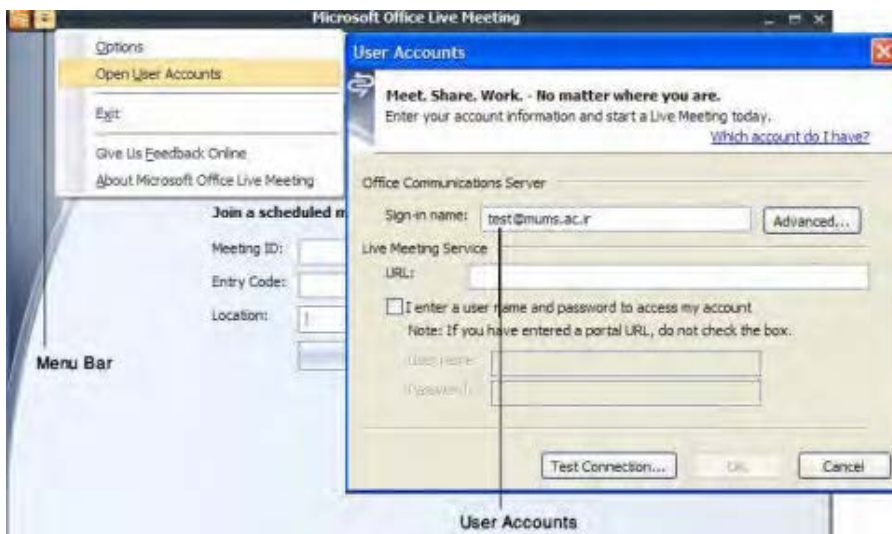 Microsoft Office Live Meeting
Options
Open User Accounts
Exit
Give Us Feedback Online
About Microsoft Office Live Meeting
Join a scheduled m
Meeting ID:
Entry Code:
Location:
Menu Bar
User Accounts
Meet. Share. Work. - No matter where you are.
Enter your account information and start a Live Meeting today.
Which account do I have?
Office Communications Server
Sign-in name: test@mums.ac.ir
Advanced...
Live Meeting Service
URL:
I enter a user name and password to access my account
Note: If you have entered a portal URL, do not check the box.
User name:
Password:
Test Connection... OK Cancel
User Accounts